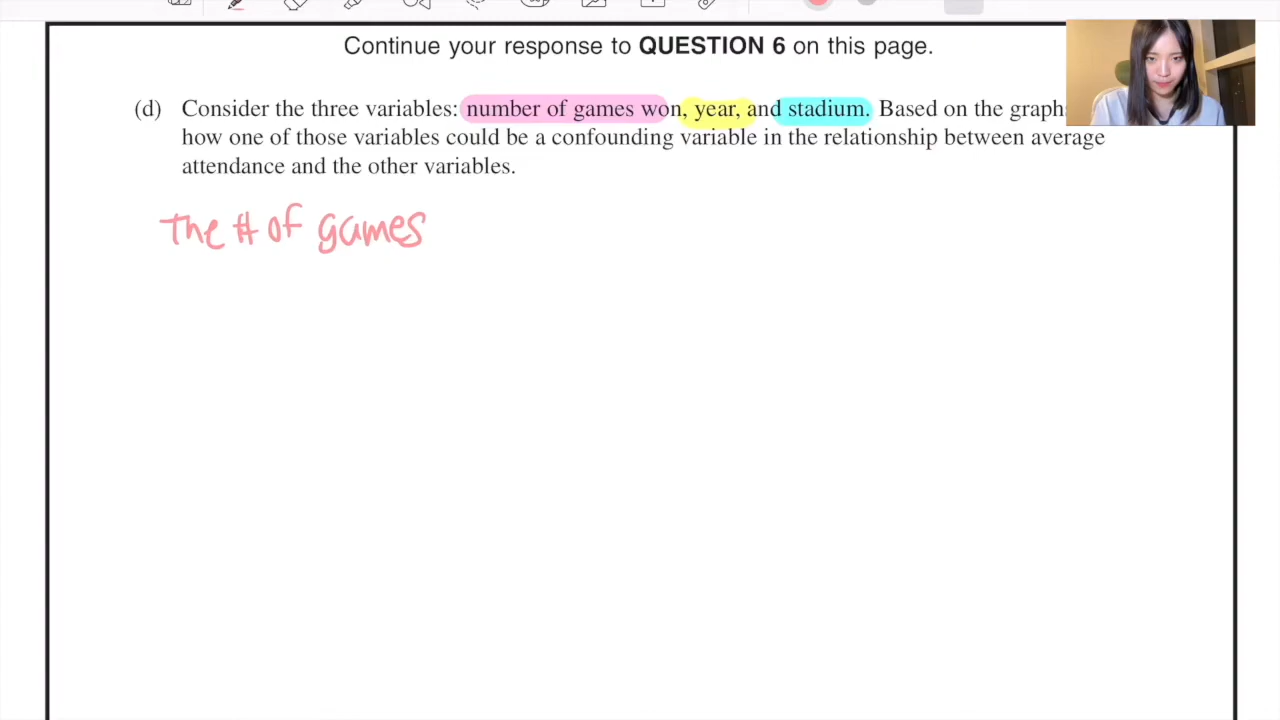 Continue your response to QUESTION 6 on this page.
(d) Consider the three variables: number of games won, year, and stadium. Based on the graph
how one of those variables could be a confounding variable in the relationship between average
attendance and the other variables.
The # of games